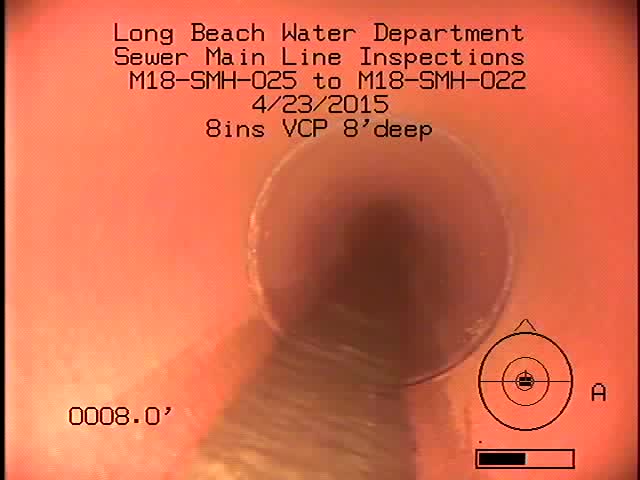 Long Beach Water Department
Sewer Main Line Inspections
M18-SMH-025 to M18-SMH-022
4/23/2015
8ins VCP 8'deep
0008.0'
A